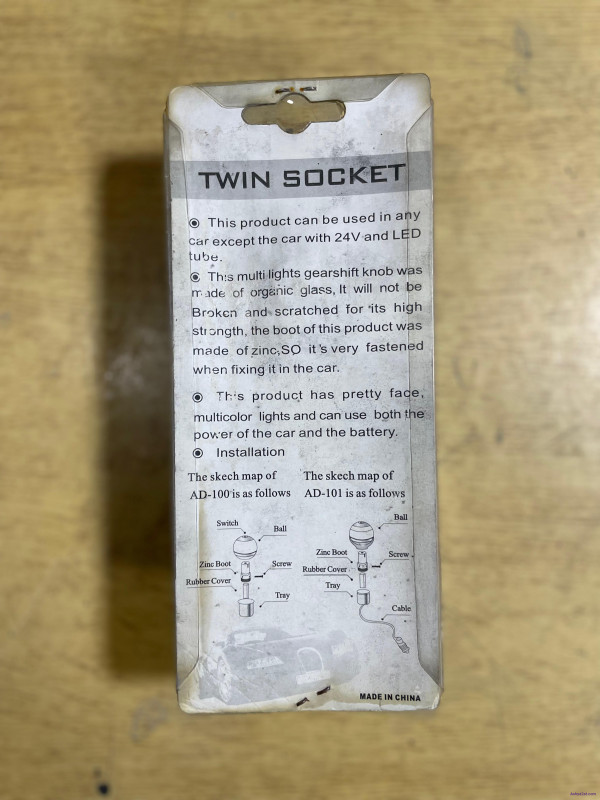 TWIN SOCKET
◉ This product can be used in any
car except the car with 24V and LED
tube.
◉ This multi lights gearshift knob was
made of organic glass, It will not be
Broken and scratched for its high
strength, the boot of this product was
made of zinc,SO it's very fastened
when fixing it in the car.
◉ This product has pretty face,
multicolor lights and can use both the
power of the car and the battery.
◉ Installation
The skech map of
AD-100 is as follows
Switch
Ball
Zinc Boot
Screw
Rubber Cover
Tray
The skech map of
AD-101 is as follows
Ball
Zinc Boot
Screw
Rubber Cover
Tray
Cable
MADE IN CHINA